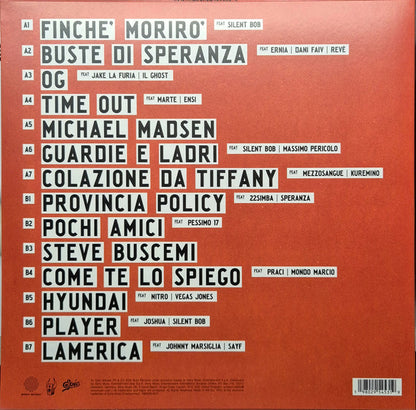 A1 FINCHE' MORIRO' FEAT SILENT BOB
A2 BUSTE DI SPERANZA FEAT ERNIA | DANI FAIV | REVÈ
A3 OG FEAT JAKE LA FURIA | IL GHOST
A4 TIME OUT FEAT MARTE | ENSI
A5 MICHAEL MADSEN
A6 GUARDIE E LADRI FEAT SILENT BOB | MASSIMO PERICOLO
A7 COLAZIONE DA TIFFANY FEAT MEZZOSANGUE | KUREMINO
B1 PROVINCIA POLICY FEAT 22SIMBA | SPERANZA
B2 POCHI AMICI FEAT PESSIMO 17
B3 STEVE BUSCEMI
B4 COME TE LO SPIEGO FEAT PRACI | MONDO MARCIO
B5 HYUNDAI FEAT NITRO | VEGAS JONES
B6 PLAYER FEAT JOSHUA | SILENT BOB
B7 LAMERICA FEAT JOHNNY MARSIGLIA | SAYF
Epic